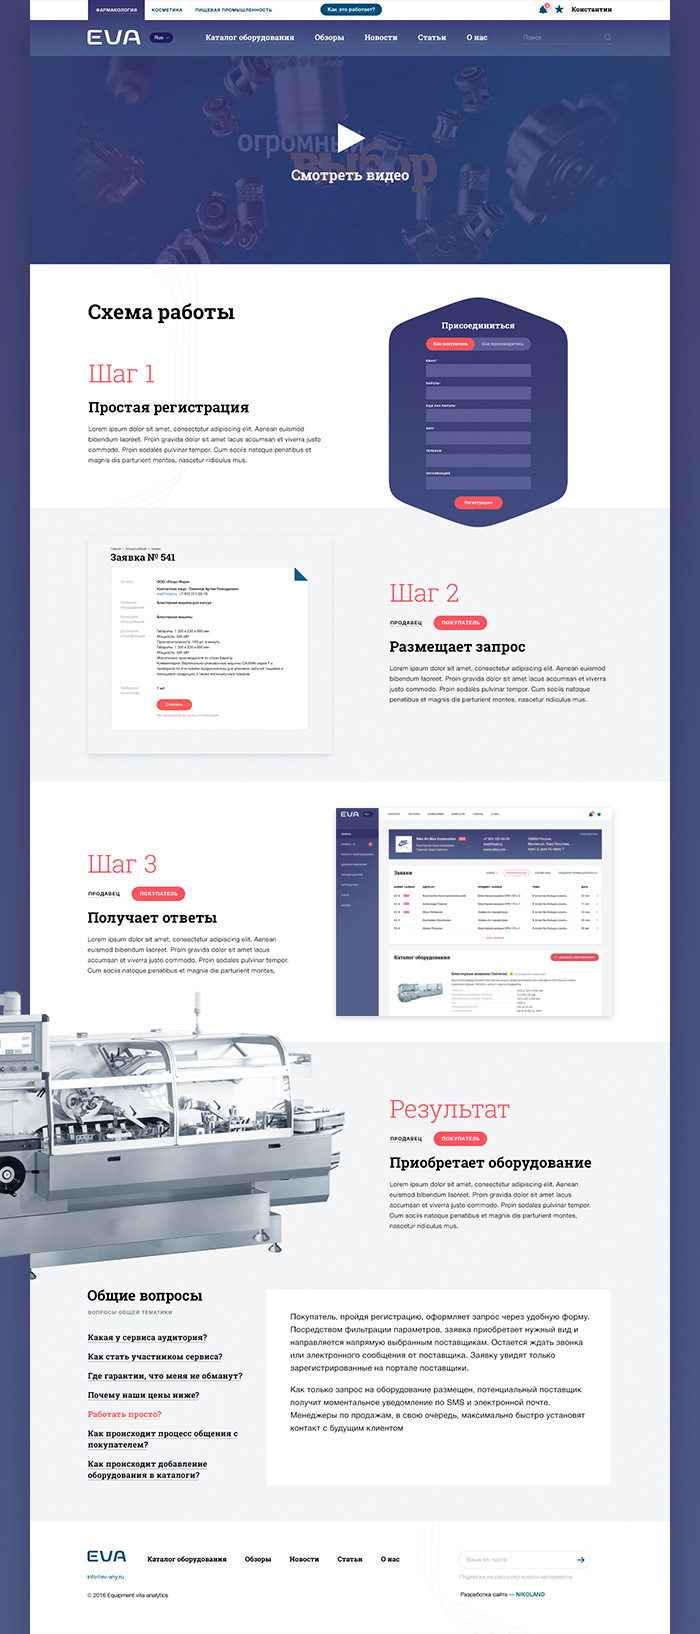 ФАРМАКОЛОГИЯ КОСМЕТИКА ПИЩЕВАЯ ПРОМЫШЛЕННОСТЬ Как это работает? Константин
EVA Rus Каталог оборудования Обзоры Новости Статьи О нас Поиск
огромный
выбор
Смотреть видео
Схема работы
Шаг 1
Простая регистрация
Lorem ipsum dolor sit amet, consectetur adipiscing elit. Aenean euismod
bibendum laoreet. Proin gravida dolor sit amet lacus accumsan et viverra justo
commodo. Proin sodales pulvinar tempor. Cum sociis natoque penatibus et
magnis dis parturient montes, nascetur ridiculus mus.
Присоединиться
Как покупатель Как производитель
EMAIL*
ПАРОЛЬ*
ЕЩЕ РАЗ ПАРОЛЬ*
ИМЯ*
ТЕЛЕФОН
ОРГАНИЗАЦИЯ
Регистрация
Заявка № 541
ООО «Резус Фарм»
Блистерная машина для капсул
Блистерные машины
1 шт
Ответить
Шаг 2
ПРОДАВЕЦ ПОКУПАТЕЛЬ
Размещает запрос
Lorem ipsum dolor sit amet, consectetur adipiscing elit. Aenean euismod
bibendum laoreet. Proin gravida dolor sit amet lacus accumsan et viverra
justo commodo. Proin sodales pulvinar tempor. Cum sociis natoque
penatibus et magnis dis parturient montes, nascetur ridiculus mus.
Шаг 3
ПРОДАВЕЦ ПОКУПАТЕЛЬ
Получает ответы
Lorem ipsum dolor sit amet, consectetur adipiscing elit. Aenean
euismod bibendum laoreet. Proin gravida dolor sit amet lacus
accumsan et viverra justo commodo. Proin sodales pulvinar tempor.
Cum sociis natoque penatibus et magnis dis parturient montes,
EVA
Заявки
Каталог оборудования
Результат
ПРОДАВЕЦ ПОКУПАТЕЛЬ
Приобретает оборудование
Lorem ipsum dolor sit amet, consectetur adipiscing elit. Aenean
euismod bibendum laoreet. Proin gravida dolor sit amet lacus
accumsan et viverra justo commodo. Proin sodales pulvinar tempor.
Cum sociis natoque penatibus et magnis dis parturient montes,
nascetur ridiculus mus.
Общие вопросы
ВОПРОСЫ ОБЩЕЙ ТЕМАТИКИ
Какая у сервиса аудитория?
Как стать участником сервиса?
Где гарантии, что меня не обманут?
Почему наши цены ниже?
Работать просто?
Как происходит процесс общения с
покупателем?
Как происходит добавление
оборудования в каталоги?
Покупатель, пройдя регистрацию, оформляет запрос через удобную форму.
Посредством фильтрации параметров, заявка приобретает нужный вид и
направляется напрямую выбранным поставщикам. Остается ждать звонка
или электронного сообщения от поставщика. Заявку увидят только
зарегистрированные на портале поставщики.
Как только запрос на оборудование размещен, потенциальный поставщик
получит моментальное уведомление по SMS и электронной почте.
Менеджеры по продажам, в свою очередь, максимально быстро установят
контакт с будущим клиентом
EVA Каталог оборудования Обзоры Новости Статьи О нас Ваша эл. почта
info@ev-any.ru Подписка на рассылку нового материалов
© 2016 Equipment vita analytics Разработка сайта — NIKOLAND